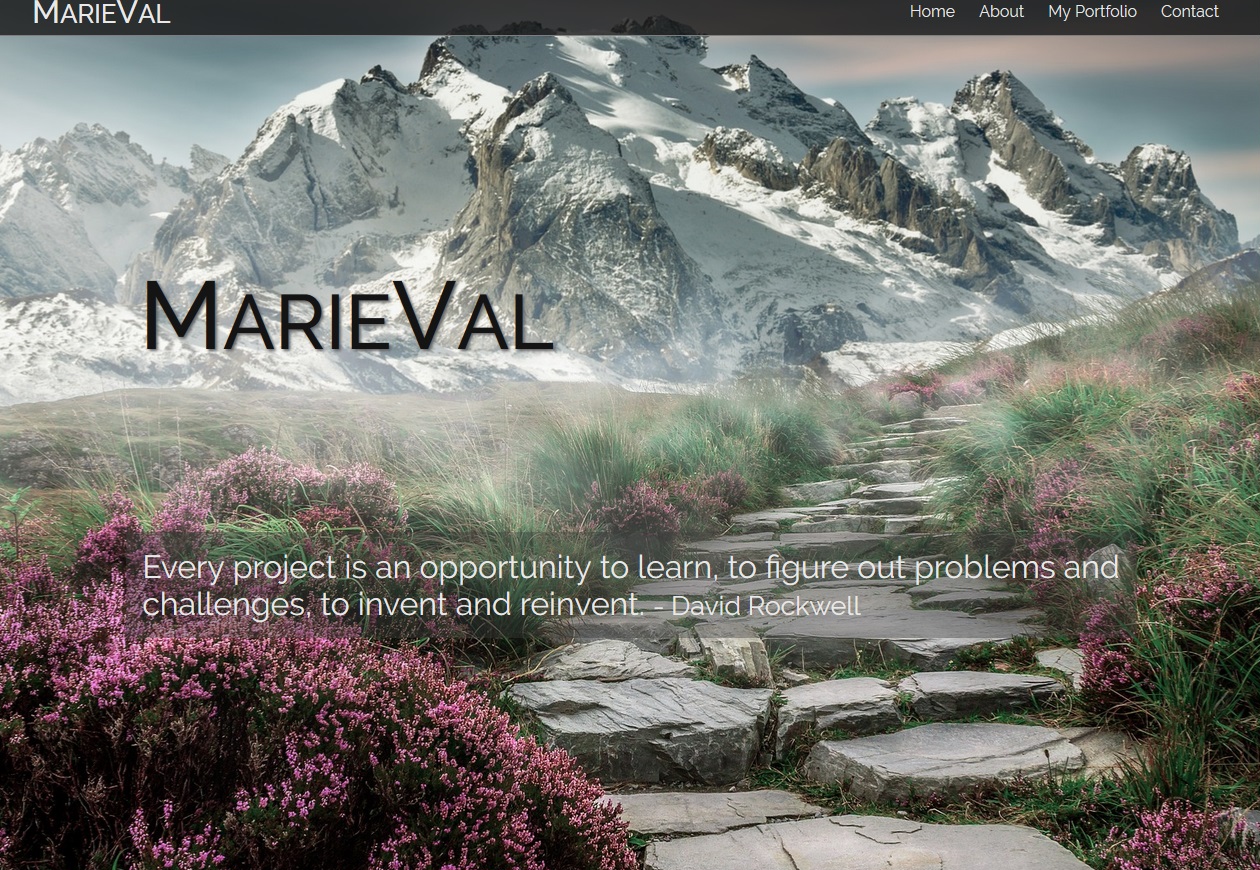 MARIEVAL
Home About My Portfolio Contact
MARIEVAL
Every project is an opportunity to learn, to figure out problems and
challenges, to invent and reinvent. - David Rockwell